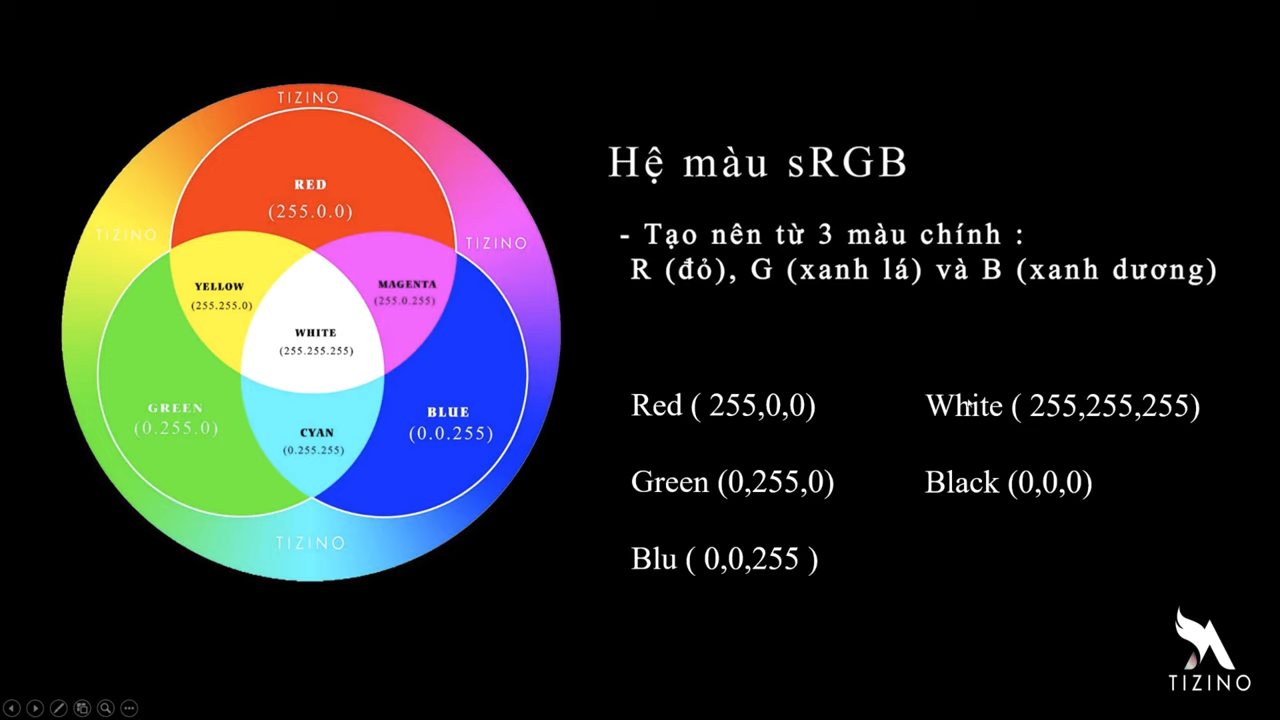 TIZINO
RED
(255.0.0)
TIZINO
TIZINO
YELLOW
(255.255.0)
MAGENTA
(255.0.255)
WHITE
(255.255.255)
GREEN
(0.255.0)
BLUE
(0.0.255)
CYAN
(0.255.255)
TIZINO
Hệ màu sRGB
- Tạo nên từ 3 màu chính :
R (đỏ), G (xanh lá) và B (xanh dương)
Red ( 255,0,0)
White ( 255,255,255)
Green (0,255,0)
Black (0,0,0)
Blu ( 0,0,255 )
TIZINO